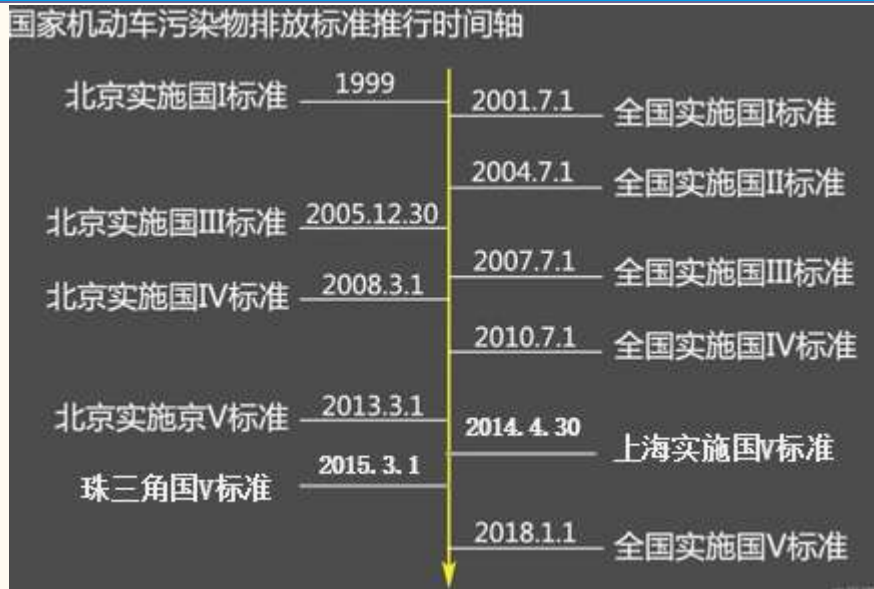 国家机动车污染物排放标准推行时间轴
北京实施国I标准 1999
2001.7.1 全国实施国I标准
2004.7.1 全国实施国II标准
北京实施国III标准 2005.12.30
2007.7.1 全国实施国III标准
北京实施国IV标准 2008.3.1
2010.7.1 全国实施国IV标准
北京实施京V标准 2013.3.1
2014.4.30 上海实施国V标准
珠三角国V标准 2015.3.1
2018.1.1 全国实施国V标准